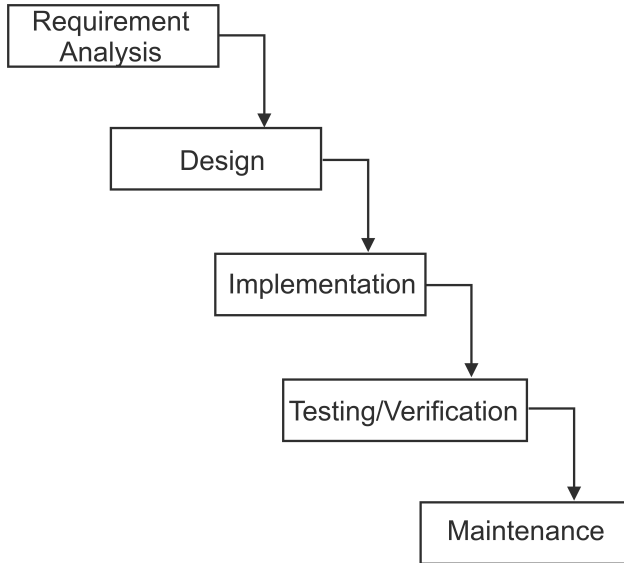 Requirement
Analysis
Design
Implementation
Testing/Verification
Maintenance